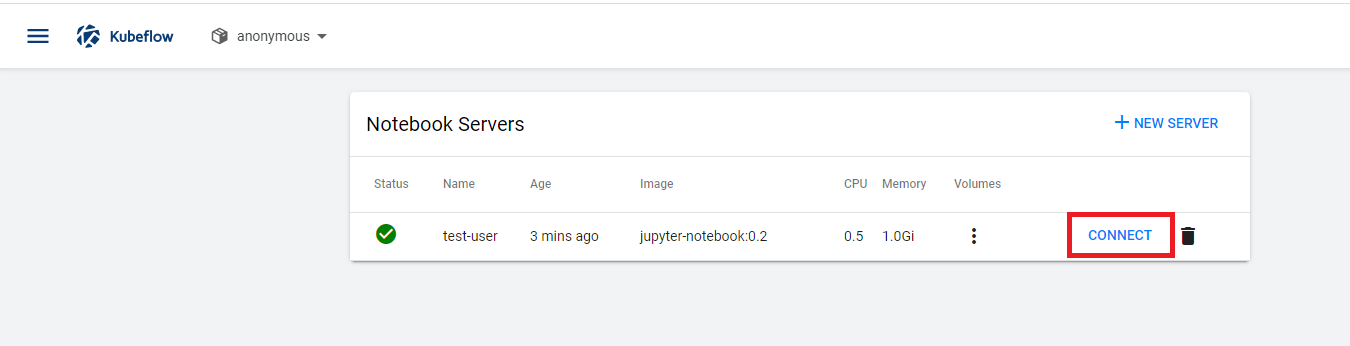 Kubeflow anonymous
Notebook Servers
NEW SERVER
Status Name Age Image CPU Memory Volumes
test-user 3 mins ago jupyter-notebook:0.2 0.5 1.0Gi CONNECT